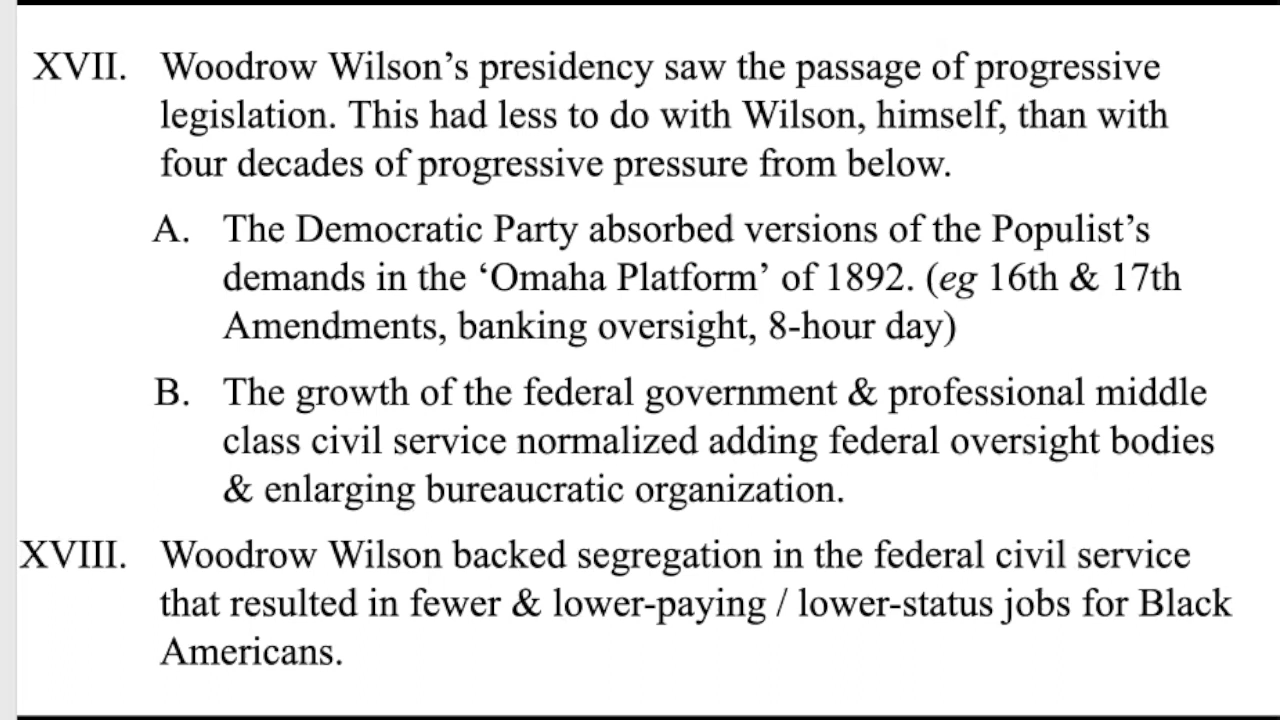 XVII. Woodrow Wilson’s presidency saw the passage of progressive
legislation. This had less to do with Wilson, himself, than with
four decades of progressive pressure from below.
A. The Democratic Party absorbed versions of the Populist’s
demands in the ‘Omaha Platform’ of 1892. (eg 16th & 17th
Amendments, banking oversight, 8-hour day)
B. The growth of the federal government & professional middle
class civil service normalized adding federal oversight bodies
& enlarging bureaucratic organization.
XVIII. Woodrow Wilson backed segregation in the federal civil service
that resulted in fewer & lower-paying / lower-status jobs for Black
Americans.